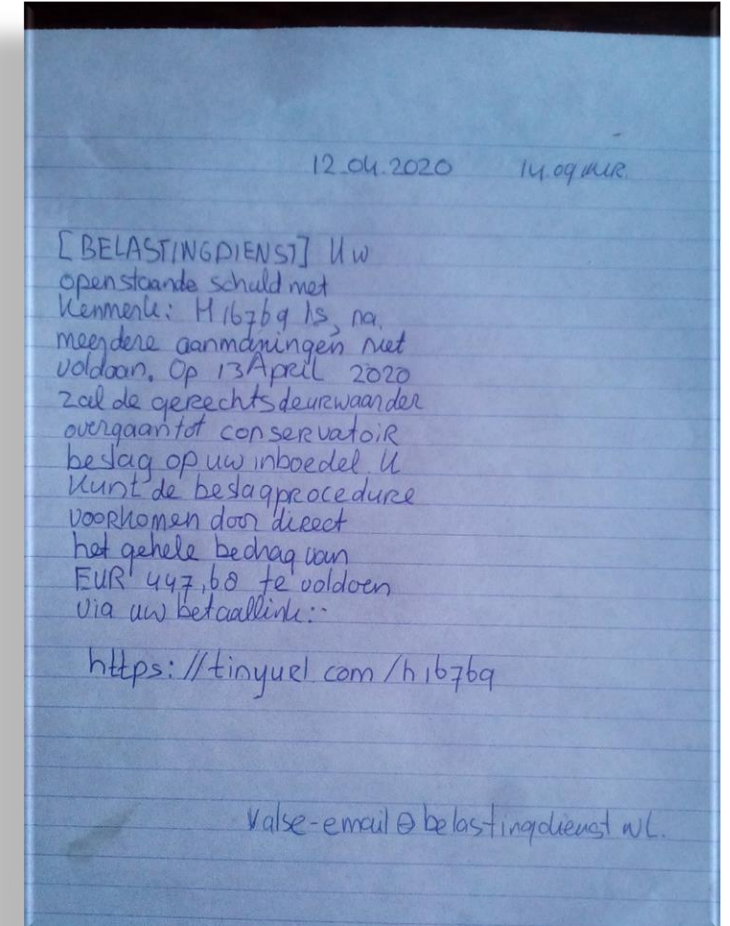 12.04.2020 14.09 uur.
[BELASTINGDIENST] Uw
openstaande schuld met
Kenmerk: H1676q is, na
meerdere aanmaningen niet
voldaan. Op 13 April 2020
zal de gerechtsdeurwaarder
overgaan tot conservatoir
beslag op uw inboedel. U
kunt de beslagprocedure
voorkomen door direct
het gehele bedrag van
EUR 447,68 te voldoen
via uw betaallink:
https://tinyurl.com/h1676q
Valse-email@belastingdienst NL.